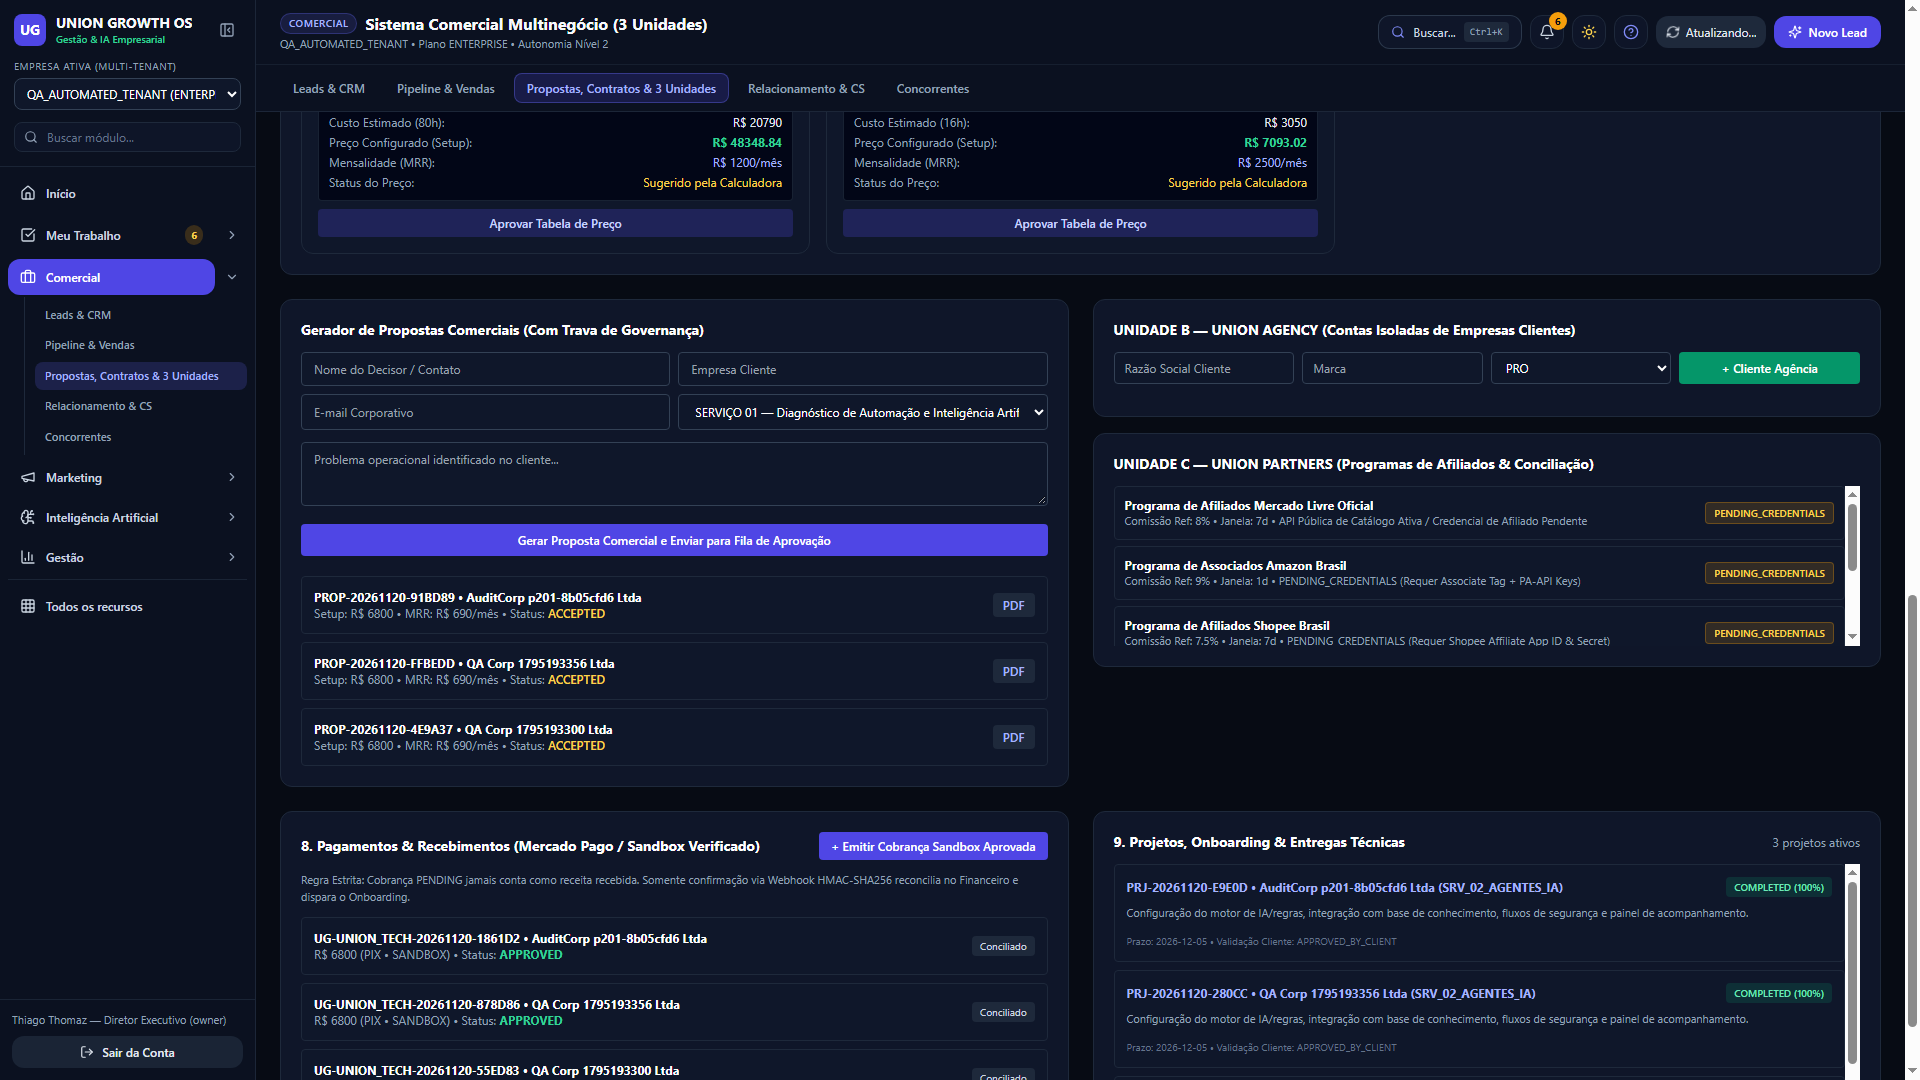 UG
UNION GROWTH OS
Gestão & IA Empresarial
EMPRESA ATIVA (MULTI-TENANT)
QA_AUTOMATED_TENANT (ENTERP
Buscar módulo...
Início
Meu Trabalho
6
Comercial
Leads & CRM
Pipeline & Vendas
Propostas, Contratos & 3 Unidades
Relacionamento & CS
Concorrentes
Marketing
Inteligência Artificial
Gestão
Todos os recursos
Thiago Thomaz — Diretor Executivo (owner)
Sair da Conta
COMERCIAL
Sistema Comercial Multinegócio (3 Unidades)
QA_AUTOMATED_TENANT • Plano ENTERPRISE • Autonomia Nível 2
Buscar...
Ctrl+K
6
Atualizando...
Novo Lead
Leads & CRM
Pipeline & Vendas
Propostas, Contratos & 3 Unidades
Relacionamento & CS
Concorrentes
Custo Estimado (80h):
R$ 20790
Preço Configurado (Setup):
R$ 48348.84
Mensalidade (MRR):
R$ 1200/mês
Status do Preço:
Sugerido pela Calculadora
Aprovar Tabela de Preço
Custo Estimado (16h):
R$ 3050
Preço Configurado (Setup):
R$ 7093.02
Mensalidade (MRR):
R$ 2500/mês
Status do Preço:
Sugerido pela Calculadora
Aprovar Tabela de Preço
Gerador de Propostas Comerciais (Com Trava de Governança)
Nome do Decisor / Contato
Empresa Cliente
E-mail Corporativo
SERVIÇO 01 — Diagnóstico de Automação e Inteligência Artif
Problema operacional identificado no cliente...
Gerar Proposta Comercial e Enviar para Fila de Aprovação
PROP-20261120-91BD89 • AuditCorp p201-8b05cfd6 Ltda
Setup: R$ 6800 • MRR: R$ 690/mês • Status: ACCEPTED
PDF
PROP-20261120-FFBEDD • QA Corp 1795193356 Ltda
Setup: R$ 6800 • MRR: R$ 690/mês • Status: ACCEPTED
PDF
PROP-20261120-4E9A37 • QA Corp 1795193300 Ltda
Setup: R$ 6800 • MRR: R$ 690/mês • Status: ACCEPTED
PDF
UNIDADE B — UNION AGENCY (Contas Isoladas de Empresas Clientes)
Razão Social Cliente
Marca
PRO
+ Cliente Agência
UNIDADE C — UNION PARTNERS (Programas de Afiliados & Conciliação)
Programa de Afiliados Mercado Livre Oficial
Comissão Ref: 8% • Janela: 7d • API Pública de Catálogo Ativa / Credencial de Afiliado Pendente
PENDING_CREDENTIALS
Programa de Associados Amazon Brasil
Comissão Ref: 9% • Janela: 1d • PENDING_CREDENTIALS (Requer Associate Tag + PA-API Keys)
PENDING_CREDENTIALS
Programa de Afiliados Shopee Brasil
Comissão Ref: 7.5% • Janela: 7d • PENDING_CREDENTIALS (Requer Shopee Affiliate App ID & Secret)
PENDING_CREDENTIALS
8. Pagamentos & Recebimentos (Mercado Pago / Sandbox Verificado)
+ Emitir Cobrança Sandbox Aprovada
Regra Estrita: Cobrança PENDING jamais conta como receita recebida. Somente confirmação via Webhook HMAC-SHA256 reconcilia no Financeiro e
dispara o Onboarding.
UG-UNION_TECH-20261120-1861D2 • AuditCorp p201-8b05cfd6 Ltda
R$ 6800 (PIX • SANDBOX) • Status: APPROVED
Conciliado
UG-UNION_TECH-20261120-878D86 • QA Corp 1795193356 Ltda
R$ 6800 (PIX • SANDBOX) • Status: APPROVED
Conciliado
UG-UNION_TECH-20261120-55ED83 • QA Corp 1795193300 Ltda
Conciliado
9. Projetos, Onboarding & Entregas Técnicas
3 projetos ativos
PRJ-20261120-E9E0D • AuditCorp p201-8b05cfd6 Ltda (SRV_02_AGENTES_IA)
COMPLETED (100%)
Configuração do motor de IA/regras, integração com base de conhecimento, fluxos de segurança e painel de acompanhamento.
Prazo: 2026-12-05 • Validação Cliente: APPROVED_BY_CLIENT
PRJ-20261120-280CC • QA Corp 1795193356 Ltda (SRV_02_AGENTES_IA)
COMPLETED (100%)
Configuração do motor de IA/regras, integração com base de conhecimento, fluxos de segurança e painel de acompanhamento.
Prazo: 2026-12-05 • Validação Cliente: APPROVED_BY_CLIENT